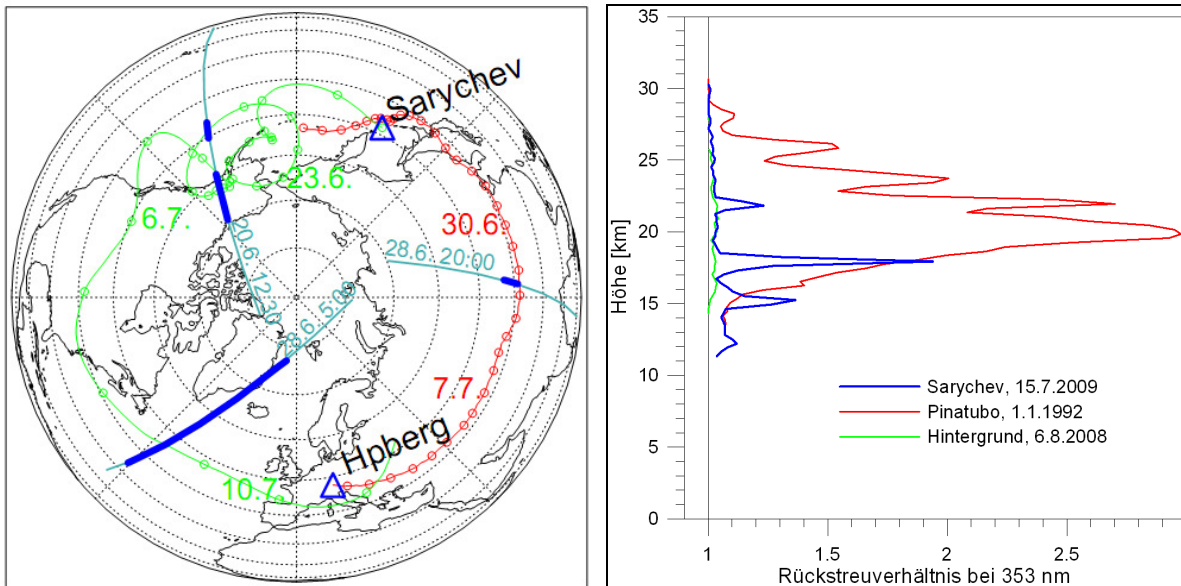 Sarychev
23.6.
6.7.
30.6.
20.6. 12:30
28.6. 20:00
28.6. 5:00
7.7.
Hpberg
10.7.
35
30
25
20
15
10
5
0
Höhe [km]
Sarychev, 15.7.2009
Pinatubo, 1.1.1992
Hintergrund, 6.8.2008
1
1.5
2
2.5
Rückstreuverhältnis bei 353 nm